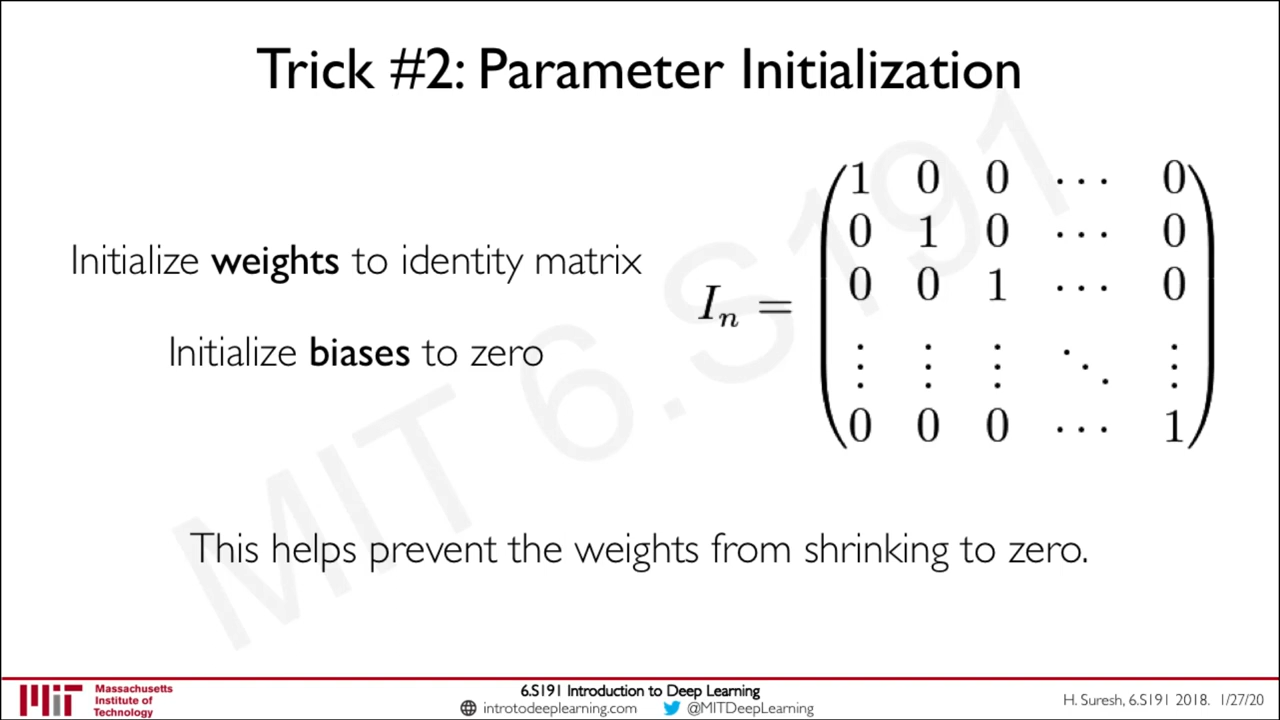 Trick #2: Parameter Initialization
Initialize weights to identity matrix
Initialize biases to zero
I_n =
1 0 0 ⋯ 0
0 1 0 ⋯ 0
0 0 1 ⋯ 0
⋮ ⋮ ⋮ ⋱ ⋮
0 0 0 ⋯ 1
This helps prevent the weights from shrinking to zero.
MIT 6.S191
Massachusetts
Institute of
Technology
6.S191 Introduction to Deep Learning
introtodeeplearning.com @MITDeepLearning
H. Suresh, 6.S191 2018. 1/27/20